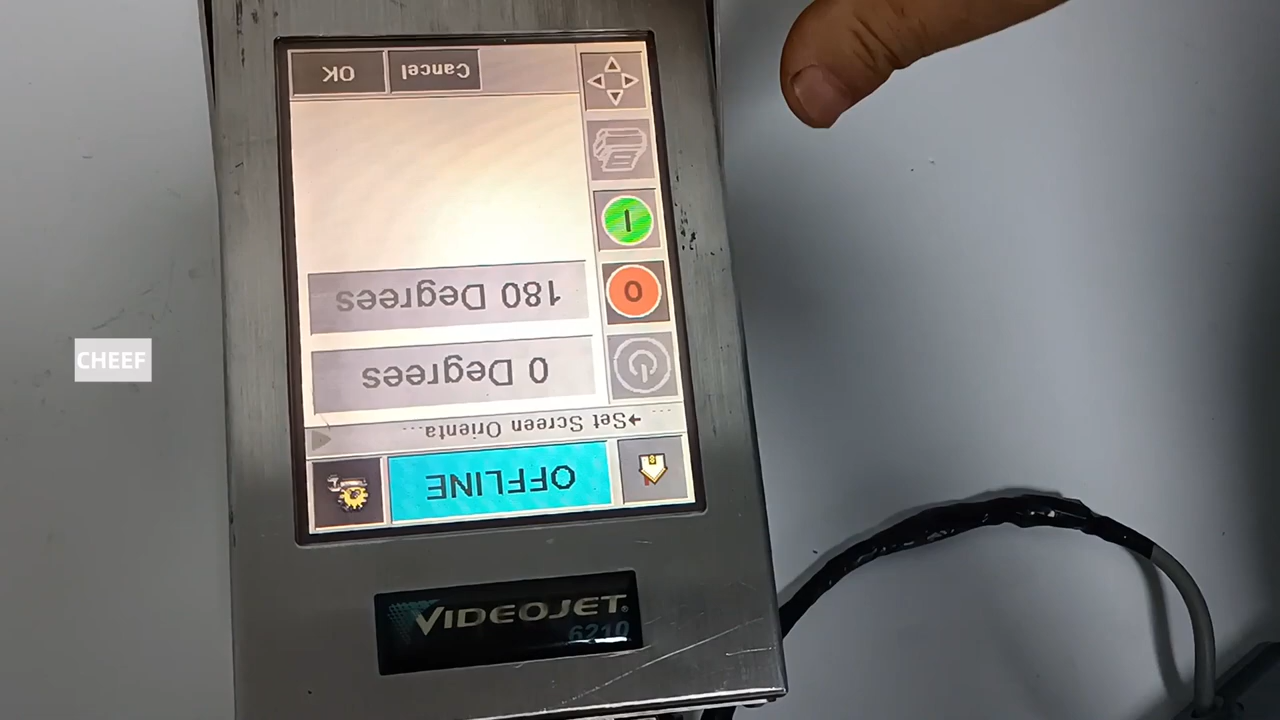 OFFLINE
... →Set Screen Orienta...
0 Degrees
180 Degrees
OK
Cancel
I
O
VIDEOJET®
6210
CHEEF